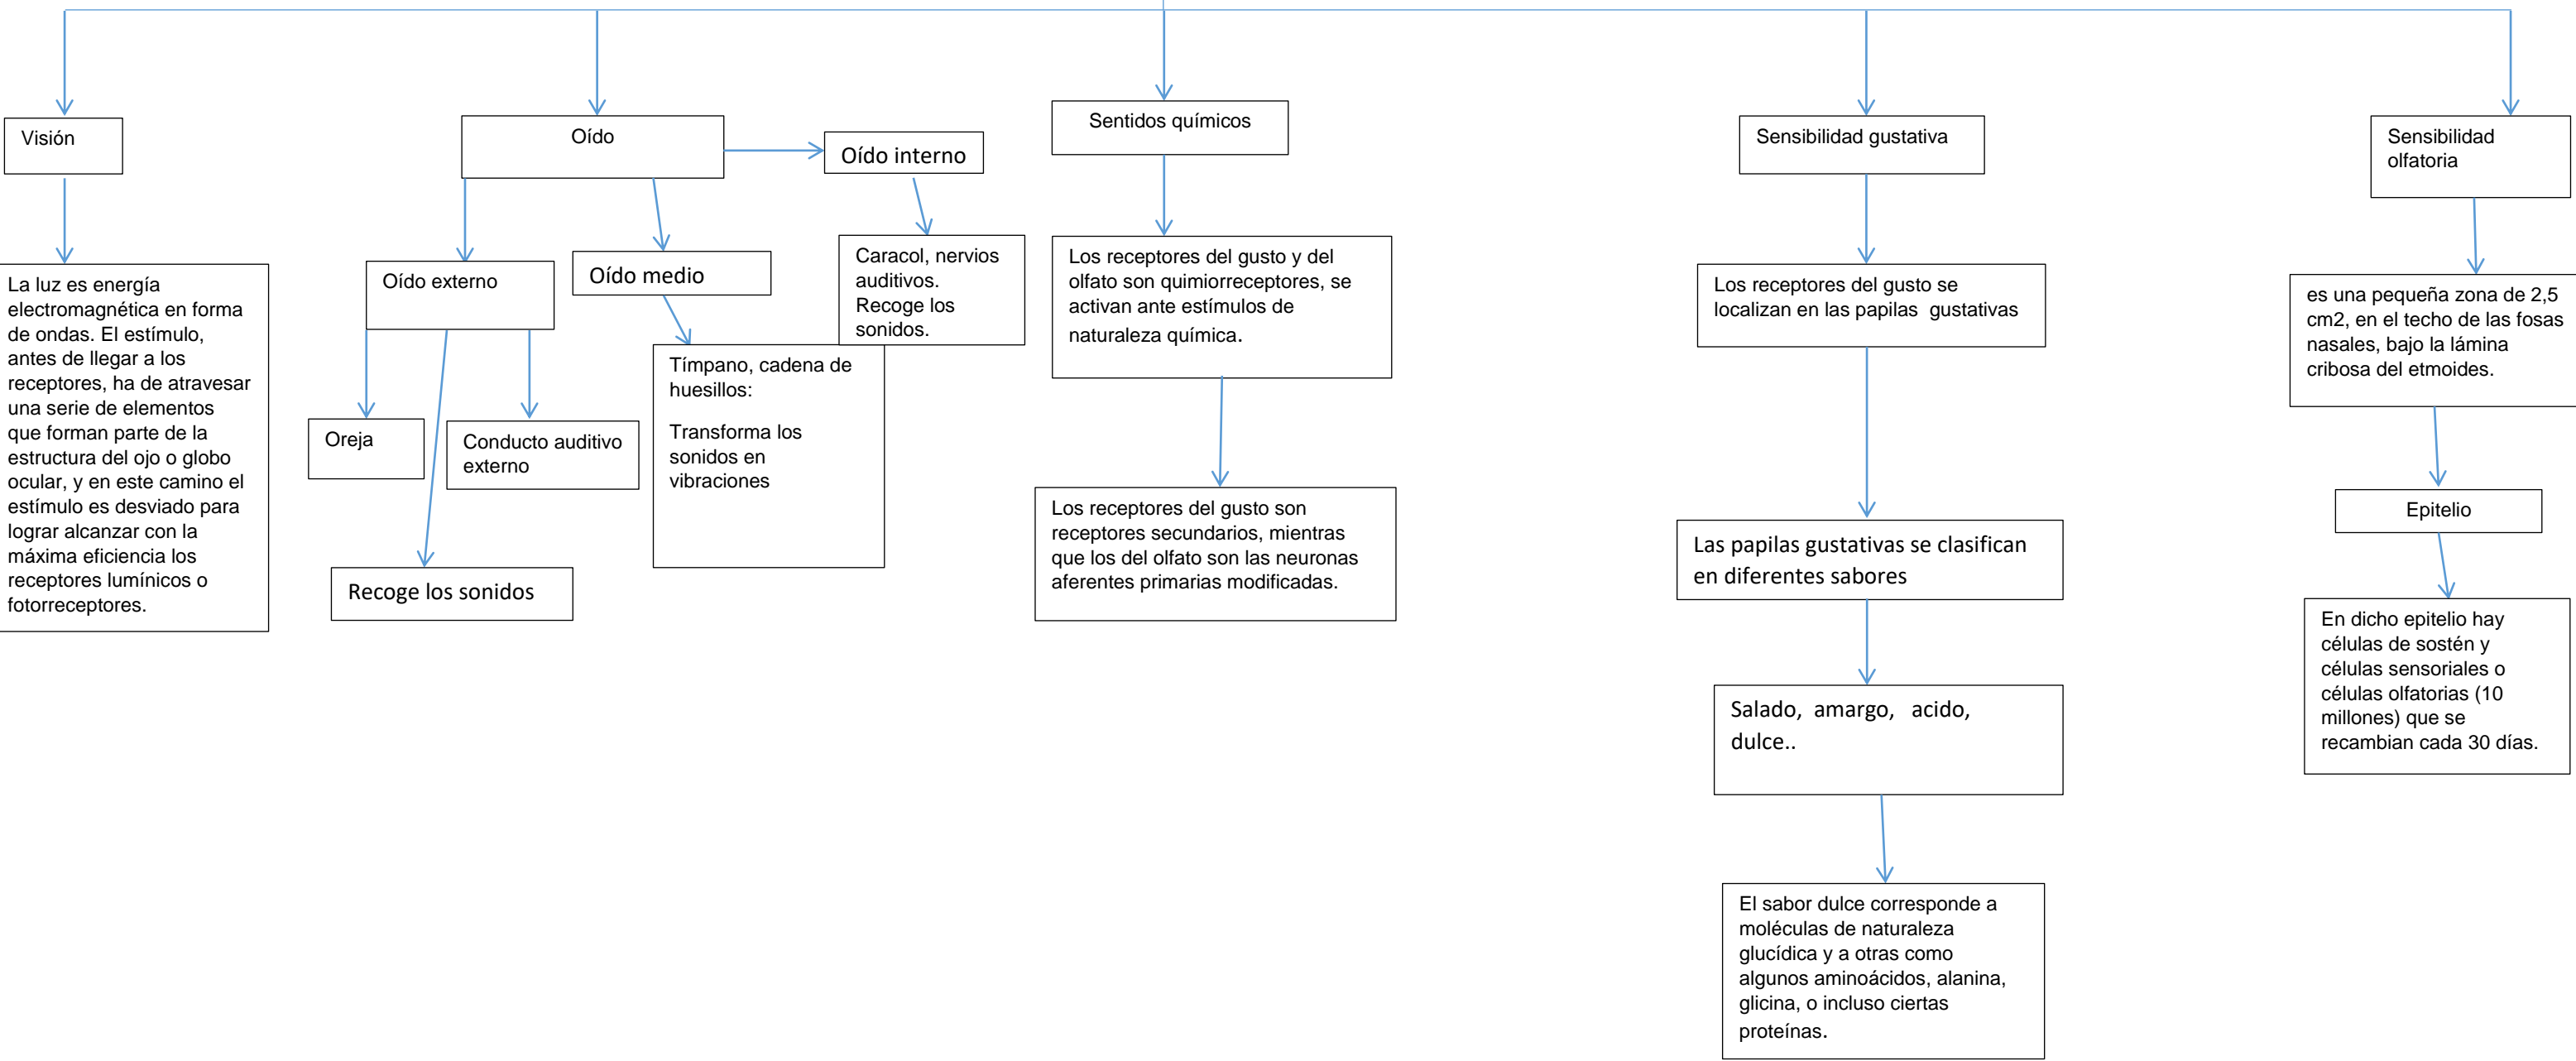 Visión
La luz es energía
electromagnética en forma
de ondas. El estímulo,
antes de llegar a los
receptores, ha de atravesar
una serie de elementos
que forman parte de la
estructura del ojo o globo
ocular, y en este camino el
estímulo es desviado para
lograr alcanzar con la
máxima eficiencia los
receptores lumínicos o
fotorreceptores.
Oído
Oído externo
Oreja
Conducto auditivo
externo
Recoge los sonidos
Oído medio
Tímpano, cadena de
huesillos:
Transforma los
sonidos en
vibraciones
Oído interno
Caracol, nervios
auditivos.
Recoge los
sonidos.
Sentidos químicos
Los receptores del gusto y del
olfato son quimiorreceptores, se
activan ante estímulos de
naturaleza química.
Los receptores del gusto son
receptores secundarios, mientras
que los del olfato son las neuronas
aferentes primarias modificadas.
Sensibilidad gustativa
Los receptores del gusto se
localizan en las papilas  gustativas
Las papilas gustativas se clasifican
en diferentes sabores
Salado,  amargo,   acido,
dulce..
El sabor dulce corresponde a
moléculas de naturaleza
glucídica y a otras como
algunos aminoácidos, alanina,
glicina, o incluso ciertas
proteínas.
Sensibilidad
olfatoria
es una pequeña zona de 2,5
cm2, en el techo de las fosas
nasales, bajo la lámina
cribosa del etmoides.
Epitelio
En dicho epitelio hay
células de sostén y
células sensoriales o
células olfatorias (10
millones) que se
recambian cada 30 días.